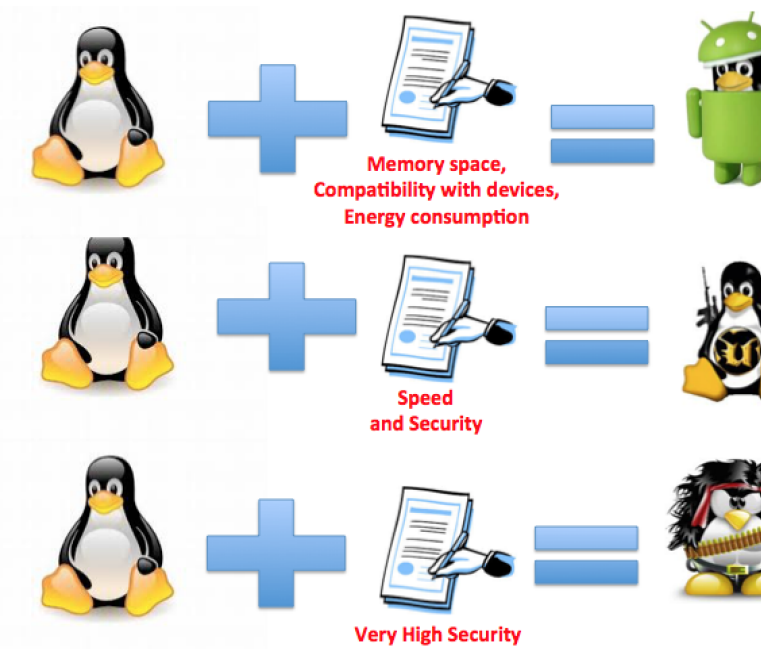 Memory space,
Compatibility with devices,
Energy consumption
Speed
and Security
Very High Security